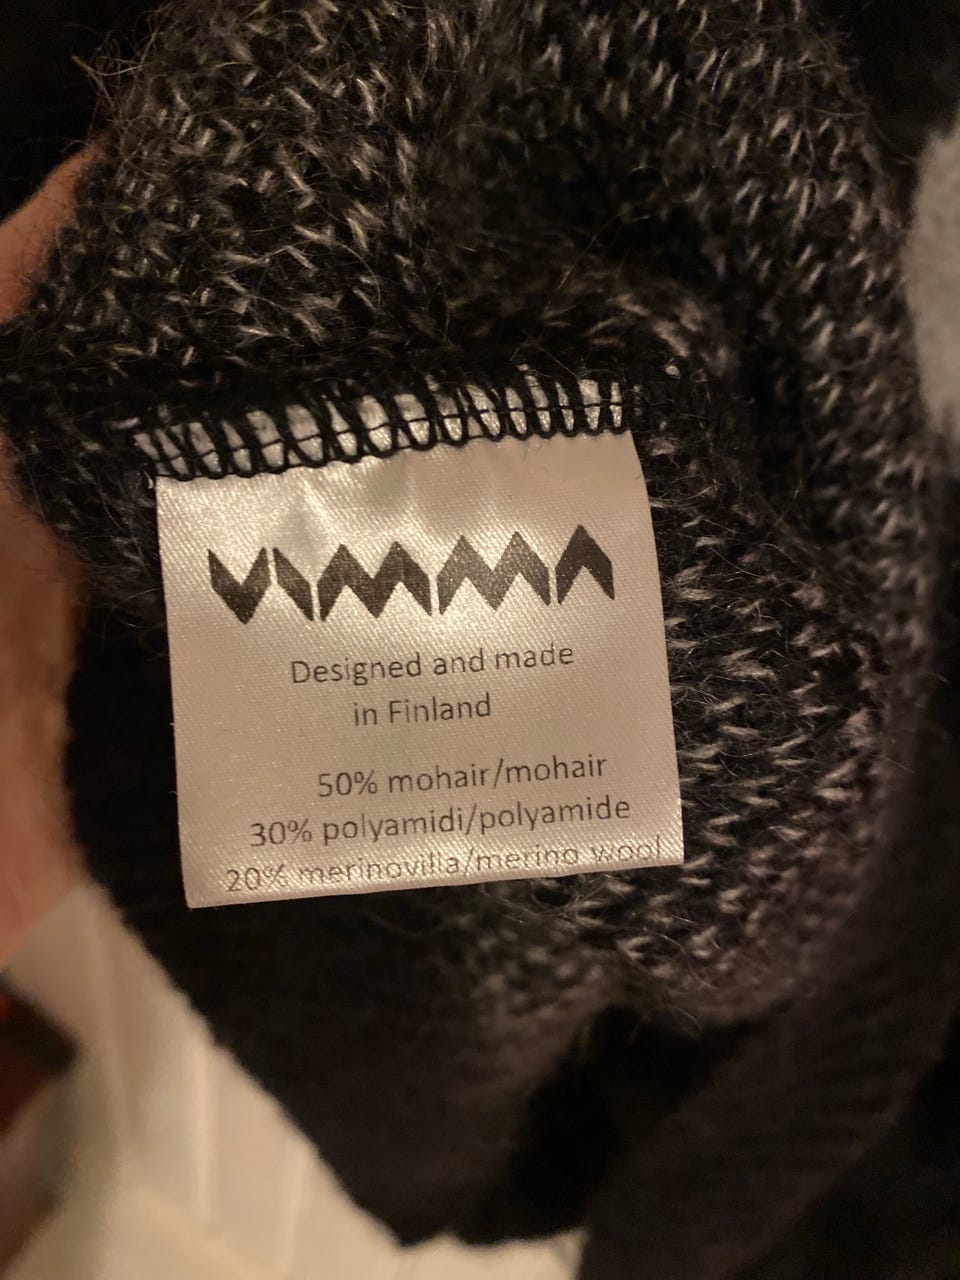 VIMMA
Designed and made
in Finland
50% mohair/mohair
30% polyamidi/polyamide
20% merinovilla/merino wool